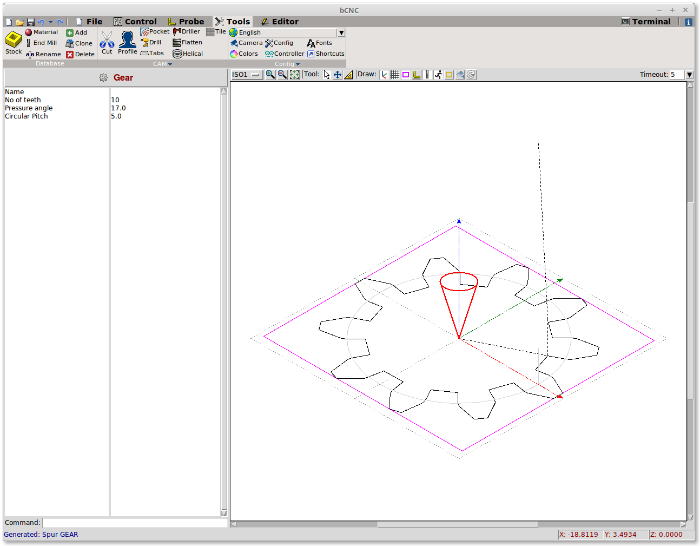 bCNC
File Control Probe Tools Editor Terminal
Stock Material Add Cut Profile Pocket Driller Tile English
End Mill Clone Drill Flatten Camera Config Fonts
Rename Delete Tabs Helical Colors Controller Shortcuts
Database CAM Config
Gear
ISO1 Tool: Draw: Timeout: 5
Name
No of teeth 10
Pressure angle 17.0
Circular Pitch 5.0
Command:
Generated: Spur GEAR X: -18.8119 Y: 3.4934 Z: 0.0000